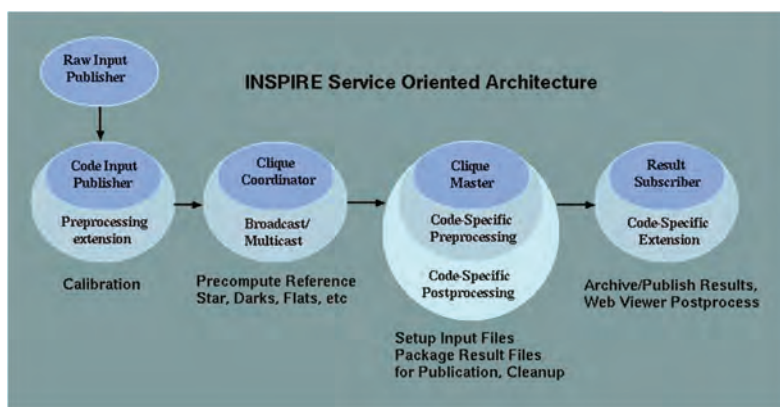 Raw Input
Publisher
INSPIRE Service Oriented Architecture
Code Input
Publisher
Preprocessing
extension
Calibration
Clique
Coordinator
Broadcast/
Multicast
Precompute Reference
Star, Darks, Flats, etc
Clique
Master
Code-Specific
Preprocessing
Code-Specific
Postprocessing
Setup Input Files
Package Result Files
for Publication, Cleanup
Result
Subscriber
Code-Specific
Extension
Archive/Publish Results,
Web Viewer Postprocess